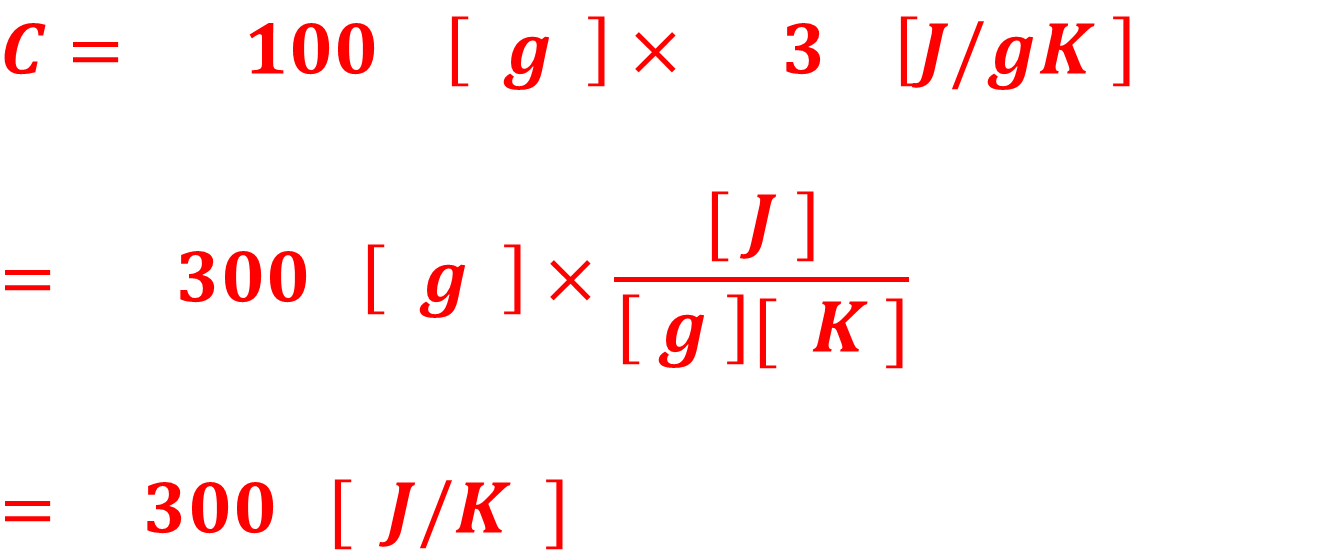 C = 100 [ g ] × 3 [J/gK ]
= 300 [ g ] × [ J ] / [ g ][ K ]
= 300 [ J/K ]